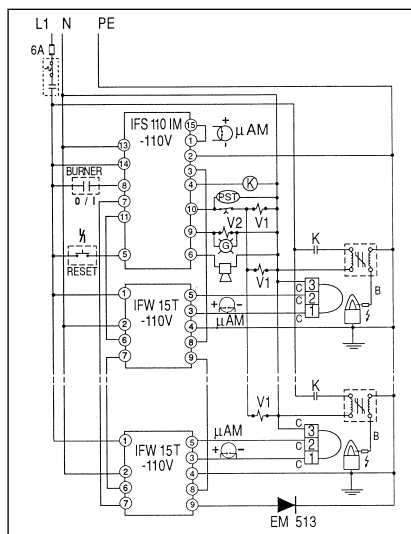 L1 N PE
6A
IFS 110 IM
-110V
15
1
2
3
4
10
9
6
13
14
8
7
11
5
+
μAM
-
BURNER
0 / I
RESET
K
PST
V1
V2
G
V1
K
IFW 15T
-110V
1
2
6
7
5
3
4
8
9
+ -
μAM
C 3
C 2
C 1
B
V1
K
IFW 15T
-110V
1
2
6
7
5
3
4
8
9
μAM
+ -
C 3
C 2
C 1
B
EM 513